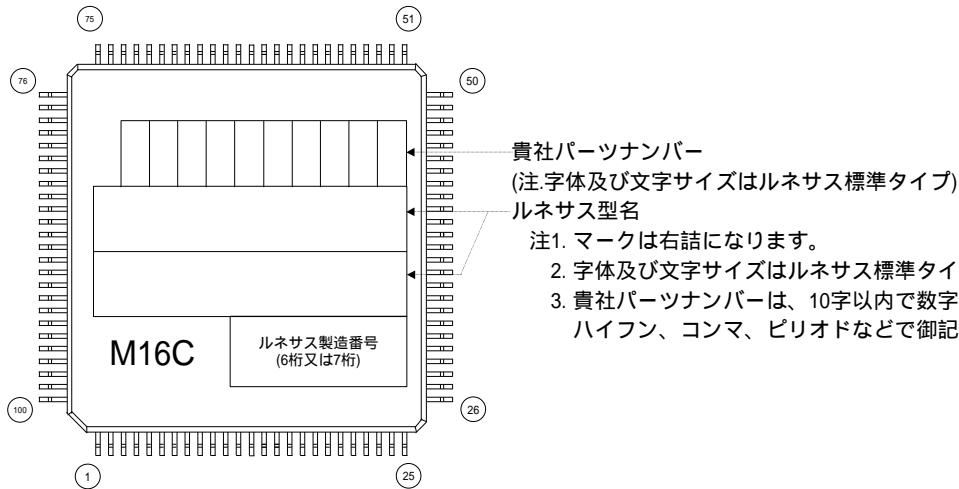 75
51
76
50
貴社パーツナンバー
(注.字体及び文字サイズはルネサス標準タイプ)
ルネサス型名
注1. マークは右詰になります。
2. 字体及び文字サイズはルネサス標準タイ
3. 貴社パーツナンバーは、10字以内で数字
ハイフン、コンマ、ピリオドなどで御記
M16C
ルネサス製造番号
(6桁又は7桁)
100
26
1
25